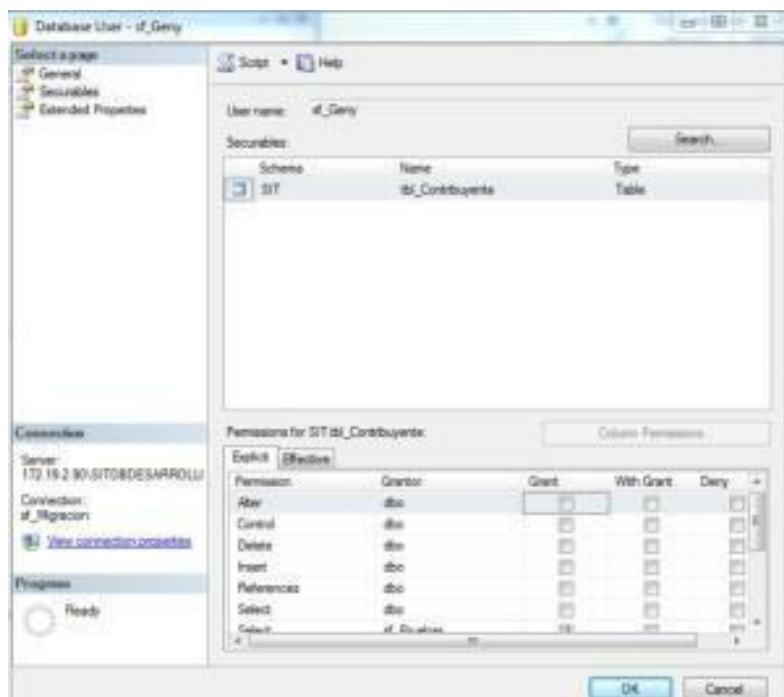 Database User - sf_Geny
Select a page
General
Securables
Extended Properties
Script
Help
User name: sf_Geny
Securables:
Search...
Schema Name Type
SIT tbl_Contribuyente Table
Permissions for SIT.tbl_Contribuyente:
Column Permissions...
Explicit Effective
Permission Grantor Grant With Grant Deny
Alter dbo
Control dbo
Delete dbo
Insert dbo
References dbo
Select dbo
Select
Connection
Server:
Connection:
sf_Migracion
View connection properties
Progress
Ready
OK Cancel